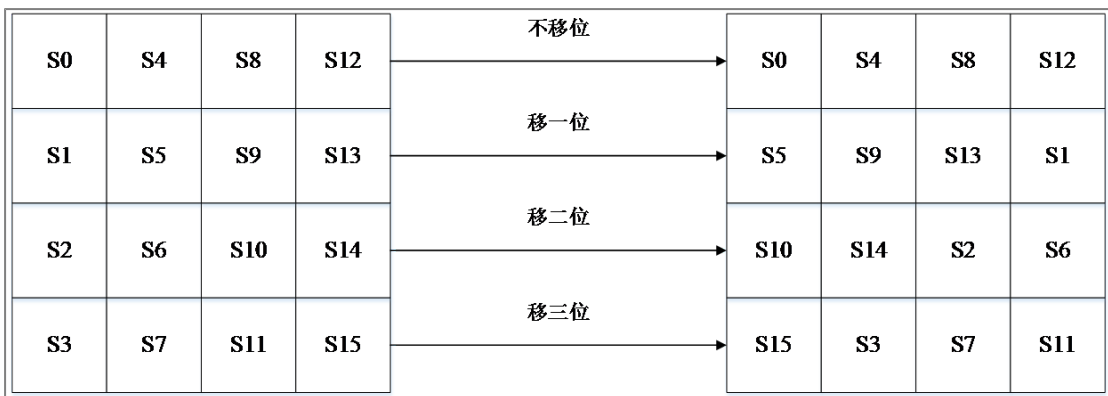 不移位
S0 S4 S8 S12 S0 S4 S8 S12
移一位
S1 S5 S9 S13 S5 S9 S13 S1
移二位
S2 S6 S10 S14 S10 S14 S2 S6
移三位
S3 S7 S11 S15 S15 S3 S7 S11